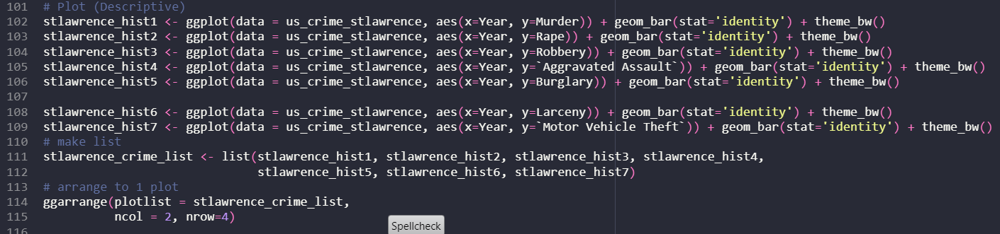 101 # Plot (Descriptive)
102 stlawrence_hist1 <- ggplot(data = us_crime_stlawrence, aes(x=Year, y=Murder)) + geom_bar(stat='identity') + theme_bw()
103 stlawrence_hist2 <- ggplot(data = us_crime_stlawrence, aes(x=Year, y=Rape)) + geom_bar(stat='identity') + theme_bw()
104 stlawrence_hist3 <- ggplot(data = us_crime_stlawrence, aes(x=Year, y=Robbery)) + geom_bar(stat='identity') + theme_bw()
105 stlawrence_hist4 <- ggplot(data = us_crime_stlawrence, aes(x=Year, y=`Aggravated Assault`)) + geom_bar(stat='identity') + theme_bw()
106 stlawrence_hist5 <- ggplot(data = us_crime_stlawrence, aes(x=Year, y=Burglary)) + geom_bar(stat='identity') + theme_bw()
107
108 stlawrence_hist6 <- ggplot(data = us_crime_stlawrence, aes(x=Year, y=Larceny)) + geom_bar(stat='identity') + theme_bw()
109 stlawrence_hist7 <- ggplot(data = us_crime_stlawrence, aes(x=Year, y=`Motor Vehicle Theft`)) + geom_bar(stat='identity') + theme_bw()
110 # make list
111 stlawrence_crime_list <- list(stlawrence_hist1, stlawrence_hist2, stlawrence_hist3, stlawrence_hist4,
112                               stlawrence_hist5, stlawrence_hist6, stlawrence_hist7)
113 # arrange to 1 plot
114 ggarrange(plotlist = stlawrence_crime_list,
115           ncol = 2, nrow=4)
Spellcheck
116